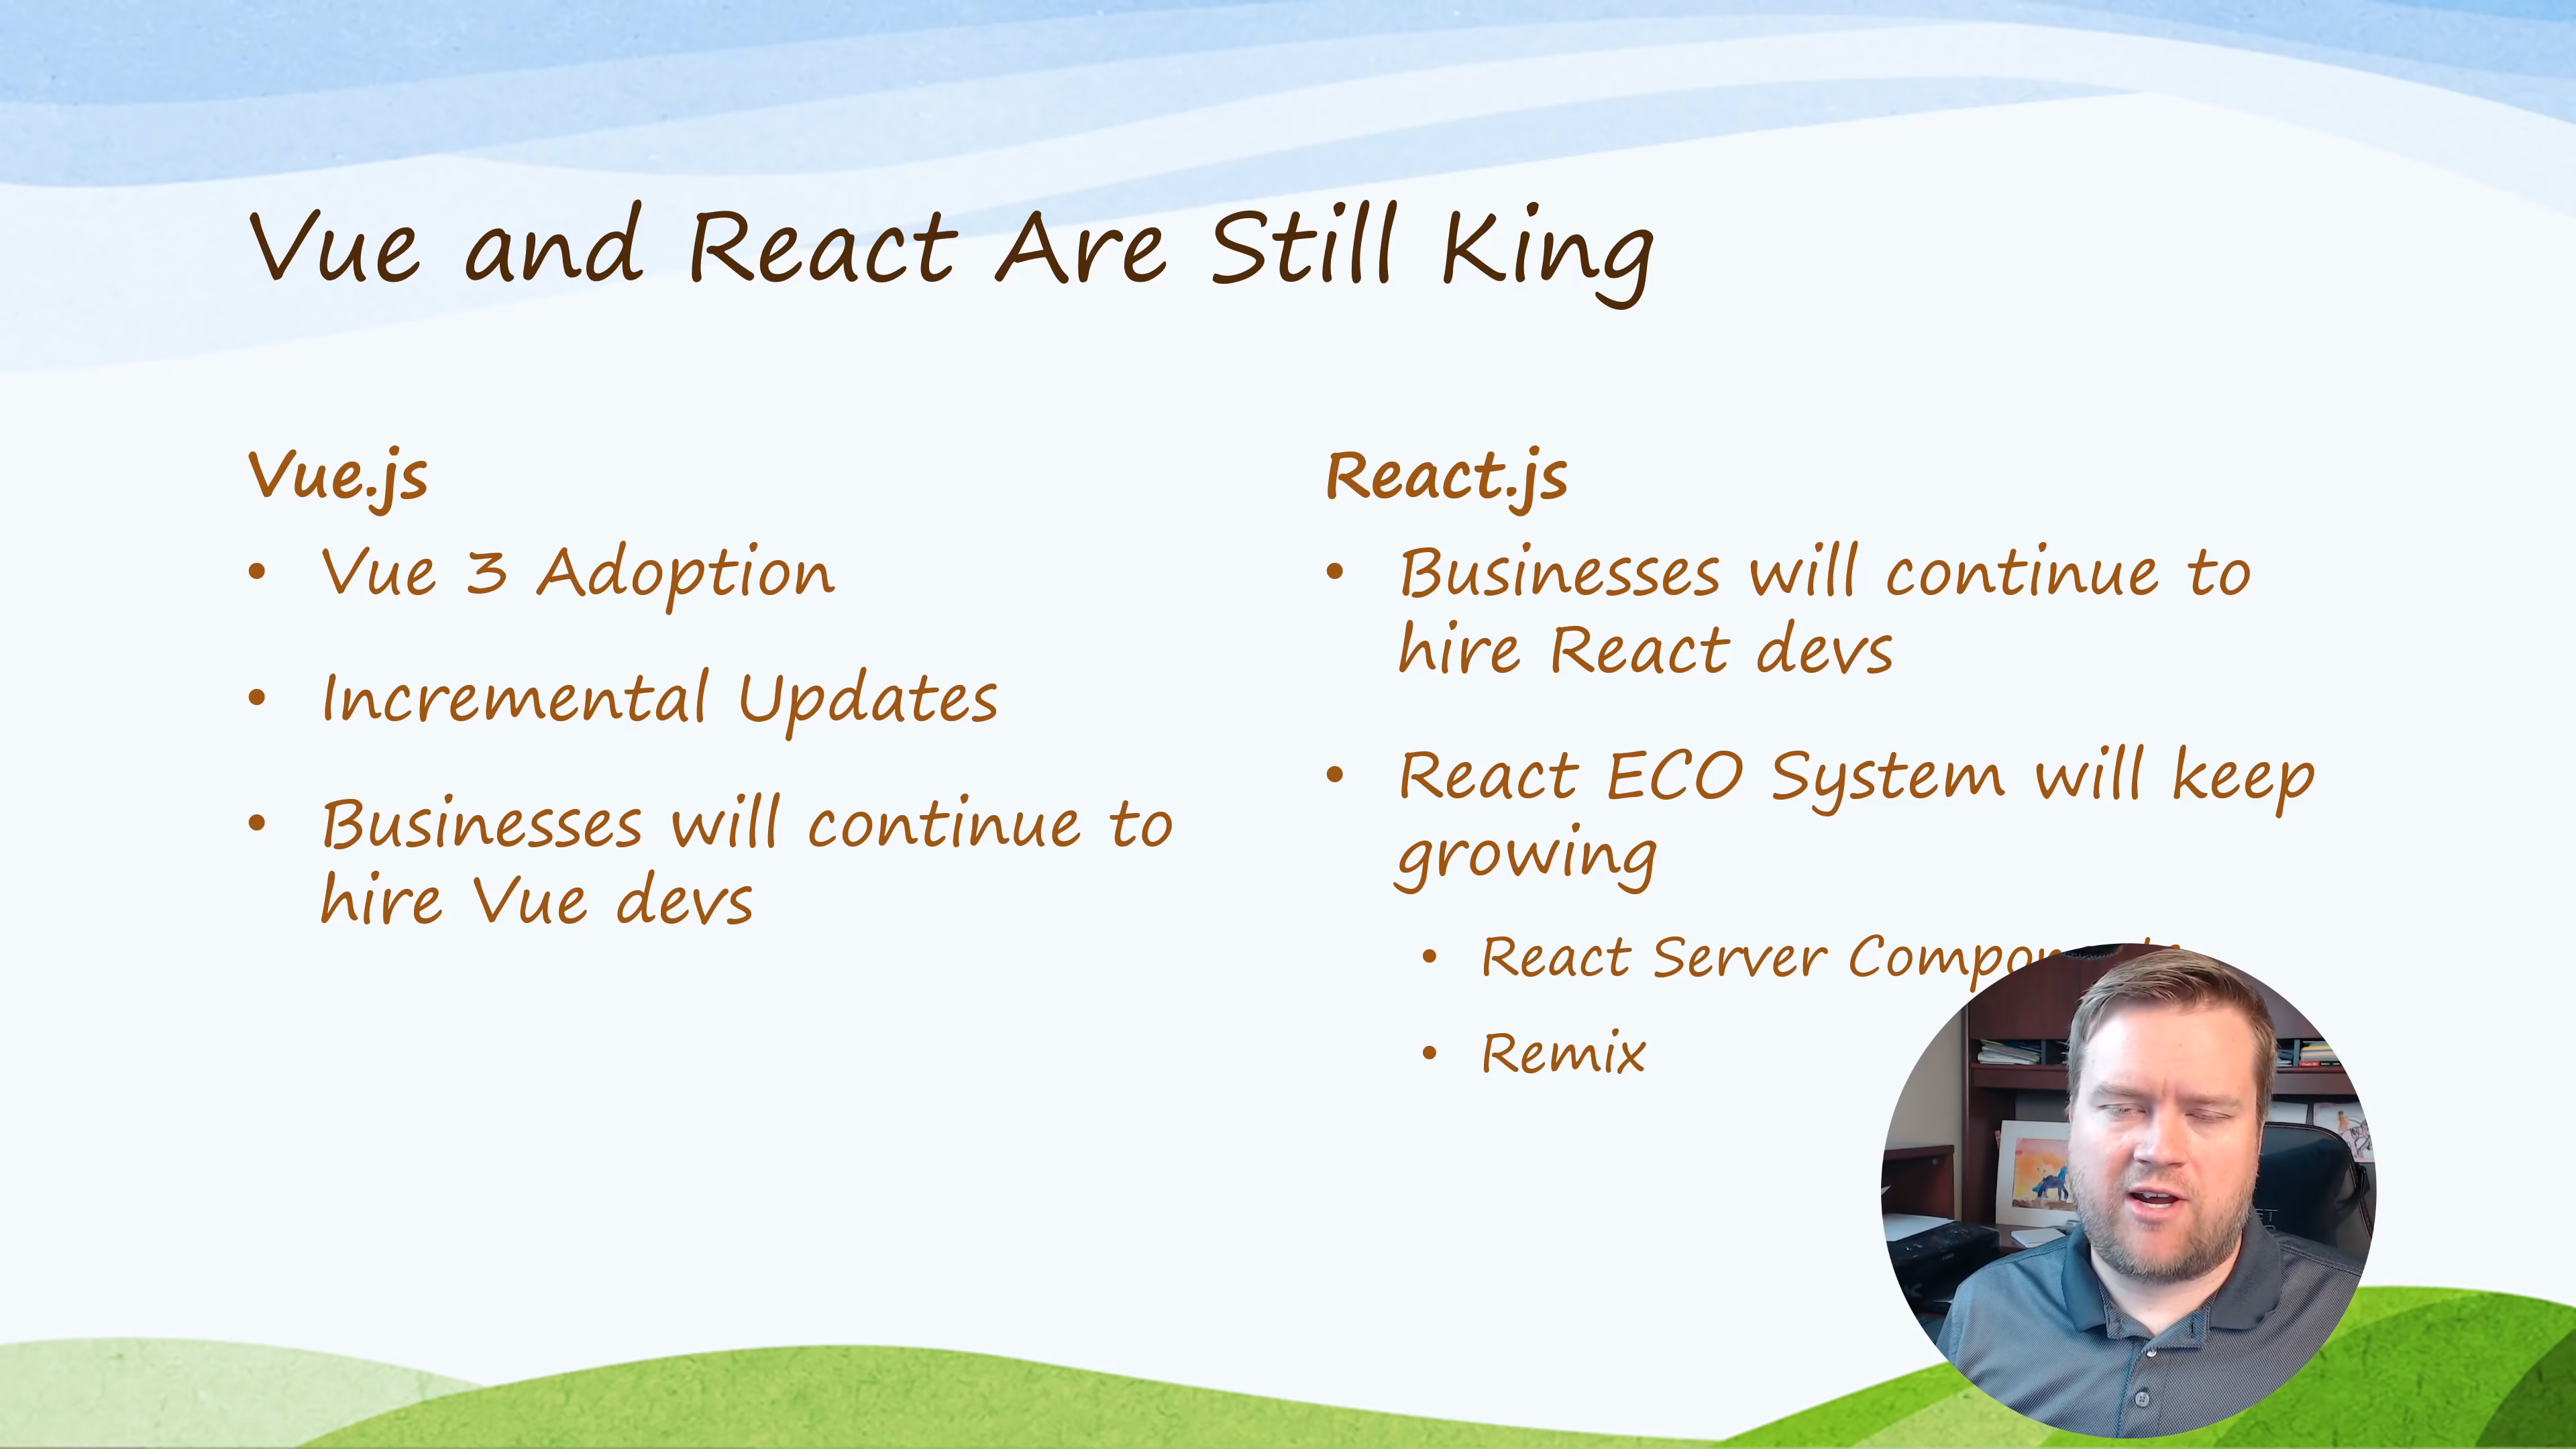 Vue and React Are Still King
Vue.js
• Vue 3 Adoption
• Incremental Updates
• Businesses will continue to
hire Vue devs
React.js
• Businesses will continue to
hire React devs
• React ECO System will keep
growing
• React Server
• Remix